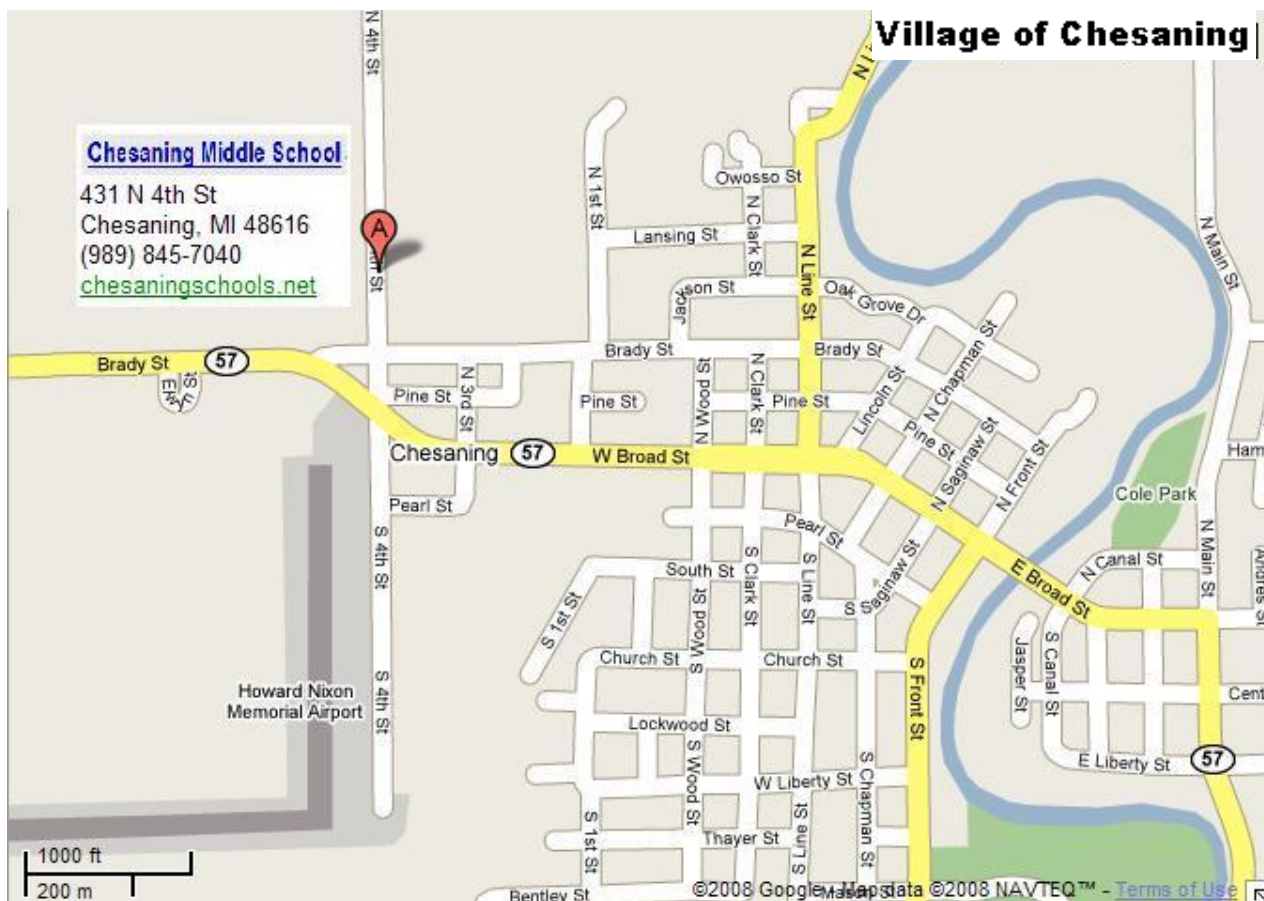 Village of Chesaning
N 4th St
Chesaning Middle School
431 N 4th St
Chesaning, MI 48616
(989) 845-7040
chesaningschools.net
A
N 1st St
Owosso St
N Clark St
Lansing St
N Line St
N Main St
Jackson St
Oak Grove Dr
Brady St
57
Brady St
Brady St
N Chapman St
Lincoln St
N 3rd St
Pine St
Pine St
N Wood St
N Clark St
Pine St
Pine St
N Saginaw St
N Front St
Chesaning
57
W Broad St
Cole Park
Pearl St
Pearl St
N Main St
S 4th St
South St
S Clark St
S Line St
S Saginaw St
E Broad St
N Canal St
S 1st St
S Wood St
Church St
Church St
S Front St
Jasper St
S Canal St
Howard Nixon
Memorial Airport
S 4th St
Lockwood St
S Wood St
W Liberty St
S Chapman St
E Liberty St
57
S 1st St
Thayer St
S Line St
1000 ft
200 m
Bentley St
©2008 Google - Map data ©2008 NAVTEQ™ - Terms of Use